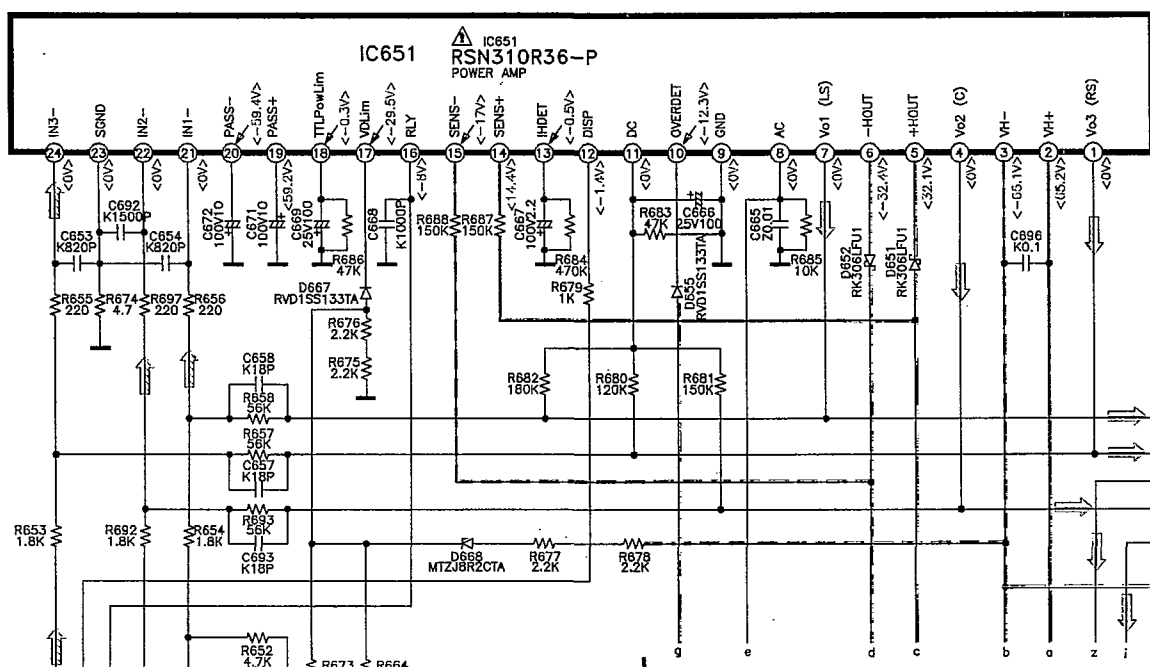 IC651
IC651
RSN310R36-P
POWER AMP
IN3-
SGND
IN2-
IN1-
PASS-
<-59.4V>
PASS+
TTLPowLim
<-0.3V>
VDLim
<-29.5V>
RLY
SENS-
<-17V>
SENS+
IHDET
<-0.5V>
DISP
DC
OVERDET
<-12.3V>
GND
AC
Vo1 (LS)
-HOUT
+HOUT
Vo2 (C)
VH-
VH+
Vo3 (RS)
24 23 22 21 20 19 18 17 16 15 14 13 12 11 10 9 8 7 6 5 4 3 2 1
<0V>
<0V>
<0V>
<0V>
<59.2V>
<-8V>
<14.4V>
<-1.4V>
<0V>
<0V>
<0V>
<0V>
<-32.4V>
<32.1V>
<0V>
<-65.1V>
<65.2V>
<0V>
C692
K1500P
C653
K820P
C654
K820P
C672
100V10
C671
100V10
C669
25V100
R686
47K
C668
K1000P
R688
150K
R687
150K
C667
100V2.2
R684
470K
R679
1K
R683
47K
C666
25V100
D655
RVD1SS133TA
C665
Z0.01
R685
10K
D652
RK306LFU1
D651
RK306LFU1
C696
K0.1
R655
220
R674
4.7
R697
220
R656
220
D667
RVD1SS133TA
R676
2.2K
R675
2.2K
C658
K18P
R658
56K
R657
56K
C657
K18P
R682
180K
R680
120K
R681
150K
R653
1.8K
R692
1.8K
R654
1.8K
R693
56K
C693
K18P
D668
MTZJ8R2CTA
R677
2.2K
R678
2.2K
R652
4.7K
R673
R664
g e d c b a z i